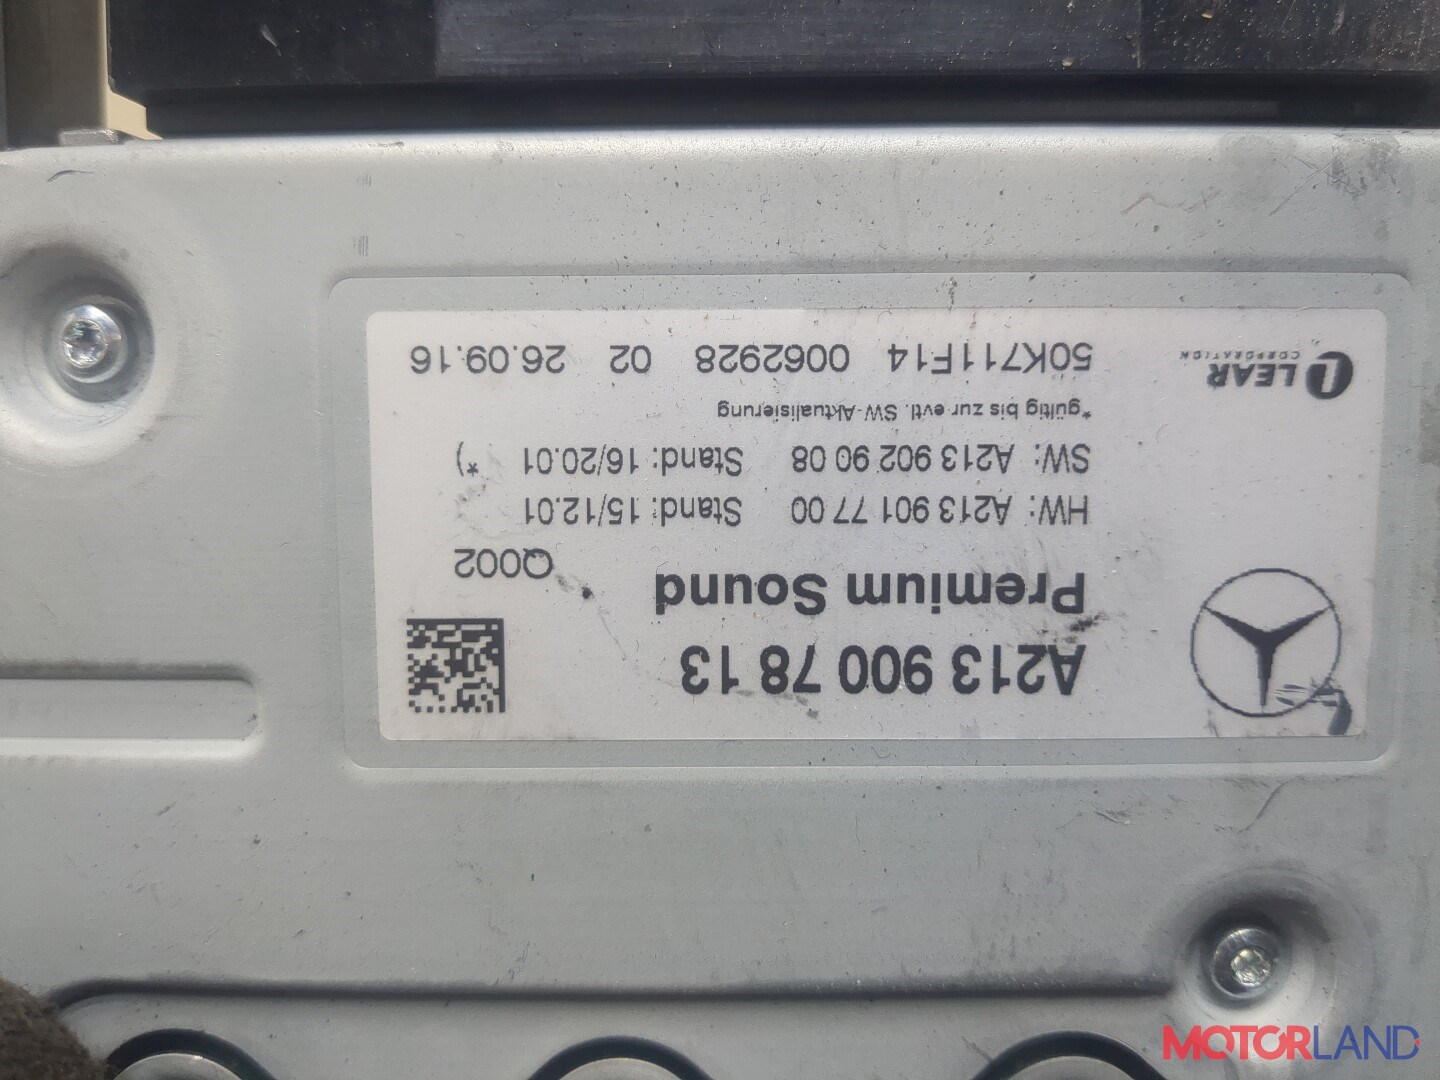 A213 900 78 13
Premium Sound
Q002
HW: A213 901 77 00 Stand: 15/12.01
SW: A213 902 90 08 Stand: 16/20.01 *)
*gültig bis zur evtl. SW-Aktualisierung
LEAR
CORPORATION
50K711F14 0062928 02 26.09.16
MOTORLAND